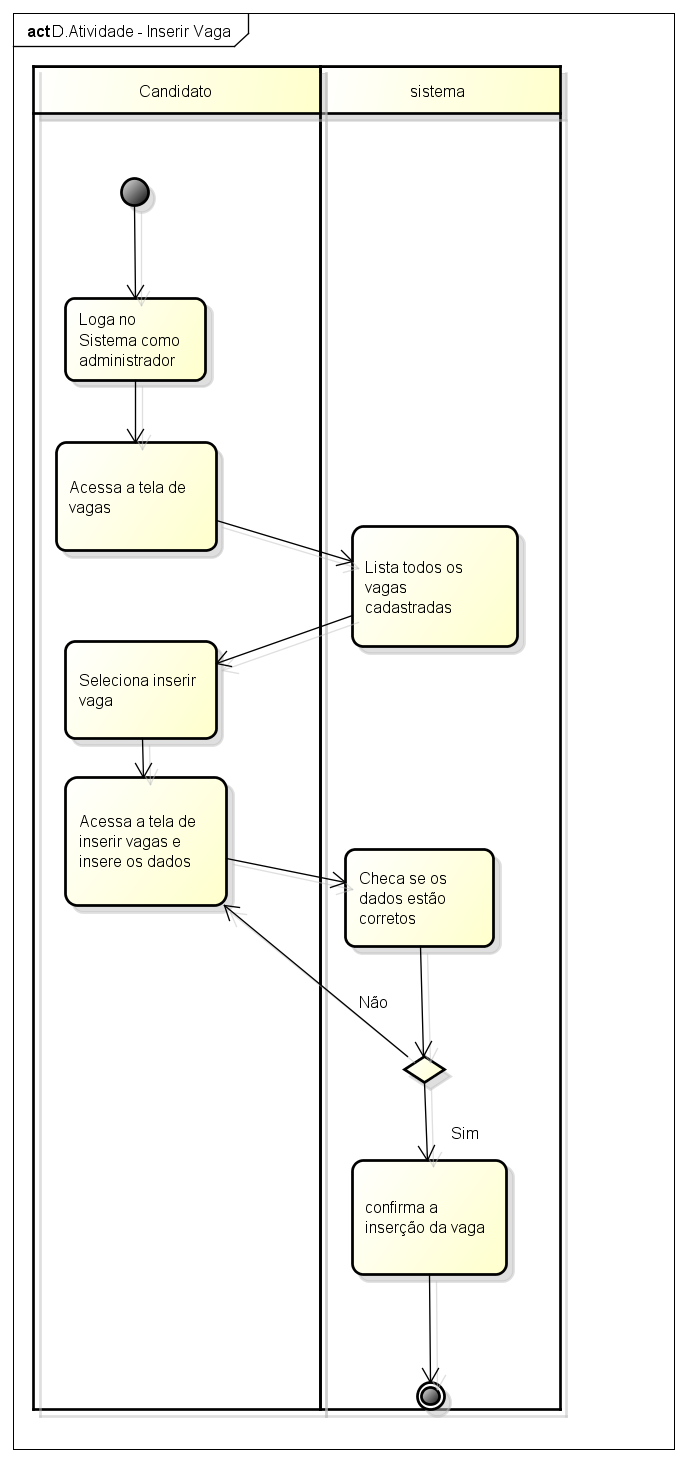 act D.Atividade - Inserir Vaga
Candidato
sistema
Loga no
Sistema como
administrador
Acessa a tela de
vagas
Lista todos os
vagas
cadastradas
Seleciona inserir
vaga
Acessa a tela de
inserir vagas e
insere os dados
Checa se os
dados estão
corretos
Não
Sim
confirma a
inserção da vaga